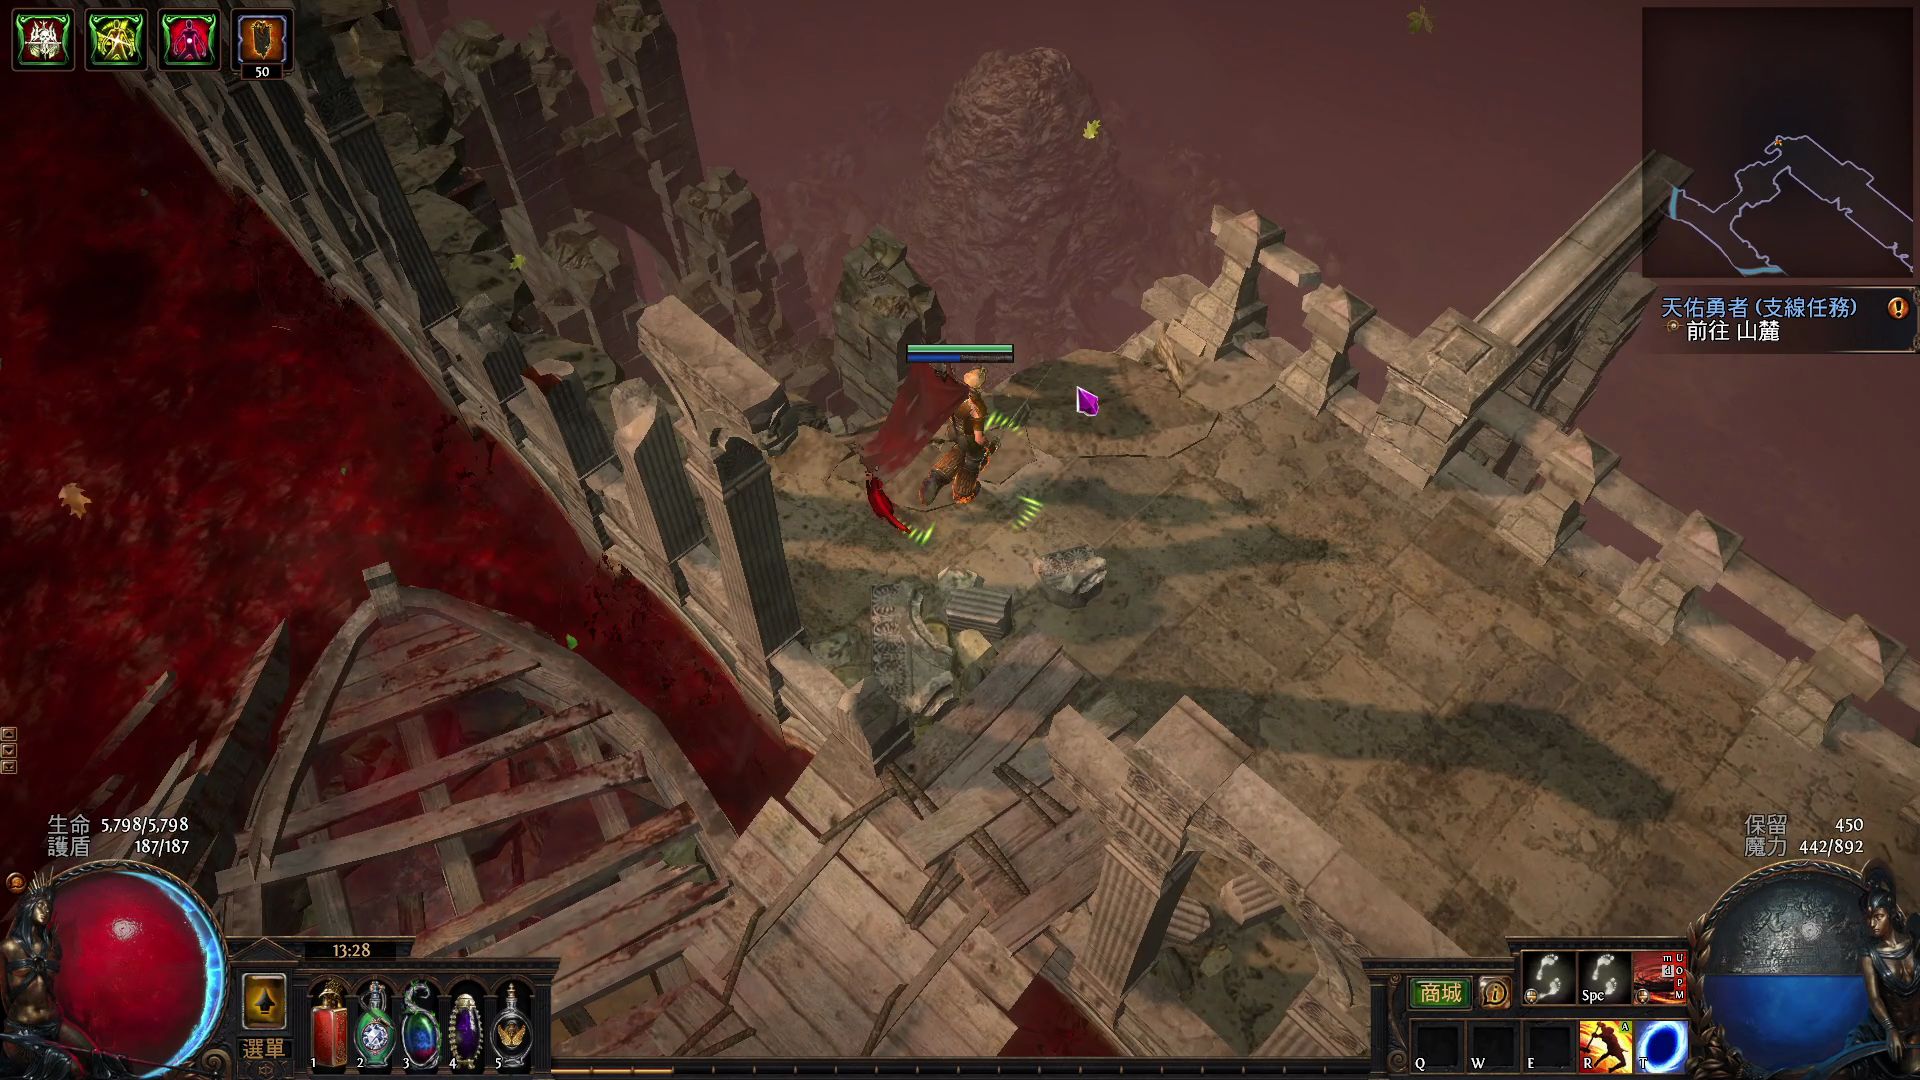 50
天佑勇者 (支線任務)
前往 山麓
生命 5,798/5,798
護盾 187/187
保留 450
魔力 442/892
13:28
選單
1
2
3
4
5
商城
Spc
m U
d O
P
M
Q
W
E
R
A
T